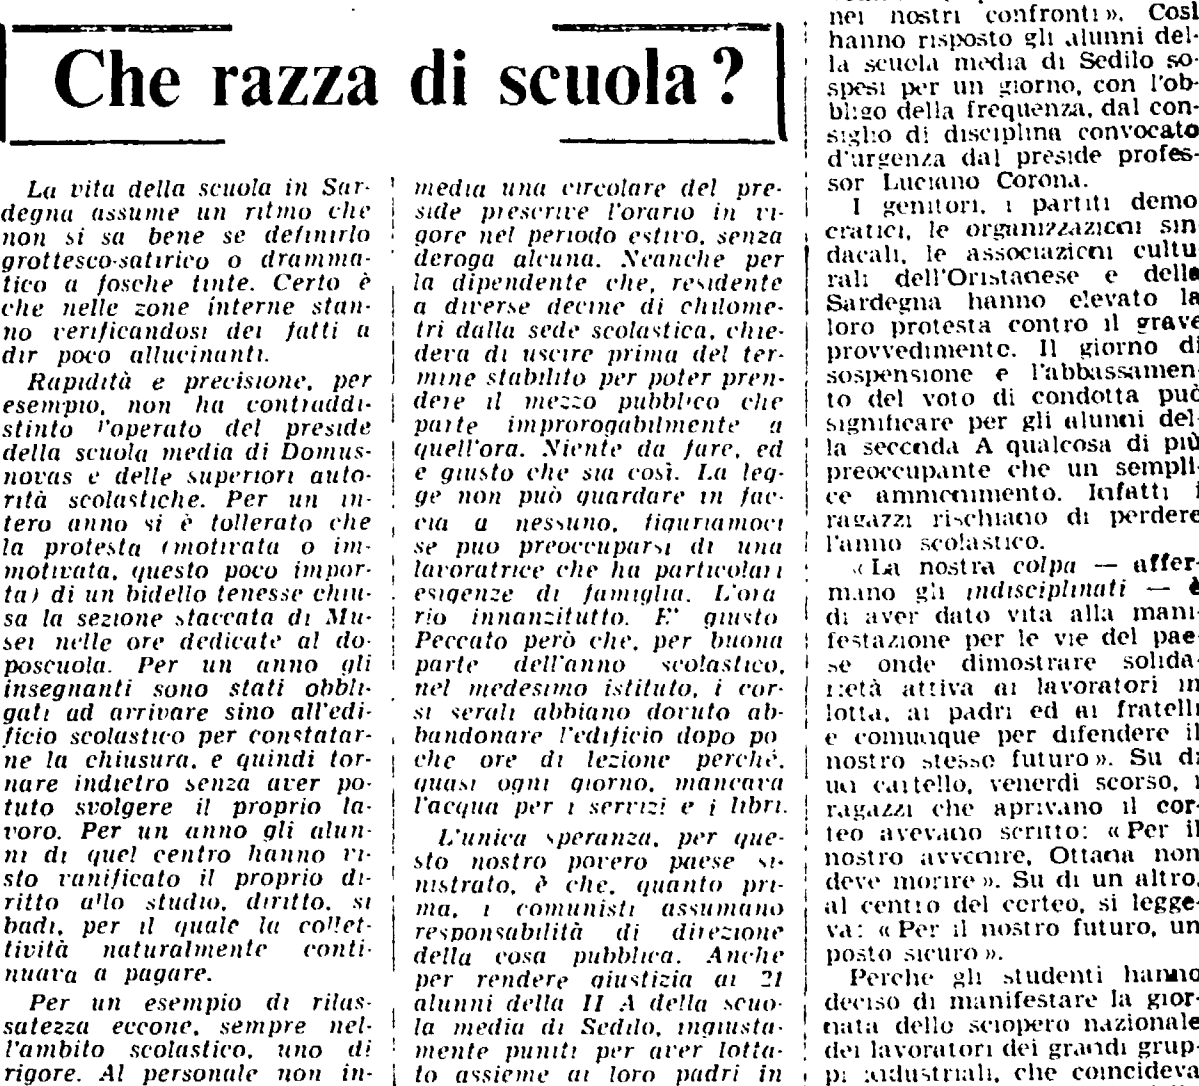 Che razza di scuola?
La vita della scuola in Sar-
degna assume un ritmo che
non si sa bene se definirlo
grottesco-satirico o dramma-
tico a fosche tinte. Certo è
che nelle zone interne stan-
no verificandosi dei fatti a
dir poco allucinanti.
Rapidità e precisione, per
esempio, non ha contraddi-
stinto l'operato del preside
della scuola media di Domus-
novas e delle superiori auto-
rità scolastiche. Per un in-
tero anno si è tollerato che
la protesta (motivata o im-
motivata, questo poco impor-
ta) di un bidello tenesse chiu-
sa la sezione staccata di Mu-
sei nelle ore dedicate al do-
poscuola. Per un anno gli
insegnanti sono stati obbli-
gati ad arrivare sino all'edi-
ficio scolastico per constatar-
ne la chiusura, e quindi tor-
nare indietro senza aver po-
tuto svolgere il proprio la-
voro. Per un anno gli alun-
ni di quel centro hanno vi-
sto vanificato il proprio di-
ritto allo studio, diritto, si
badi, per il quale la collet-
tività naturalmente conti-
nuava a pagare.
Per un esempio di rilas-
satezza eccone, sempre nel-
l'ambito scolastico, uno di
rigore. Al personale non in-
media una circolare del pre-
side prescrive l'orario in vi-
gore nel periodo estivo, senza
deroga alcuna. Neanche per
la dipendente che, residente
a diverse decine di chilome-
tri dalla sede scolastica, chie-
deva di uscire prima del ter-
mine stabilito per poter pren-
dere il mezzo pubblico che
parte improrogabilmente a
quell'ora. Niente da fare, ed
è giusto che sia così. La leg-
ge non può guardare in fac-
cia a nessuno, figuriamoci
se può preoccuparsi di una
lavoratrice che ha particolari
esigenze di famiglia. L'ora
rio innanzitutto. E' giusto
Peccato però che, per buona
parte dell'anno scolastico,
nel medesimo istituto, i cor-
si serali abbiano dovuto ab-
bandonare l'edificio dopo po
che ore di lezione perchè,
quasi ogni giorno, mancava
l'acqua per i servizi e i libri.
L'unica speranza, per que-
sto nostro povero paese si-
nistrato, è che, quanto pri-
ma, i comunisti assumano
responsabilità di direzione
della cosa pubblica. Anche
per rendere giustizia ai 21
alunni della II A della scuo-
la media di Sedilo, ingiusta-
mente puniti per aver lotta-
to assieme ai loro padri in
nei nostri confronti». Così
hanno risposto gli alunni del-
la scuola media di Sedilo so-
spesi per un giorno, con l'ob-
bligo della frequenza, dal con-
siglio di disciplina convocato
d'urgenza dal preside profes-
sor Luciano Corona.
I genitori, i partiti demo
cratici, le organizzazioni sin
dacali, le associazioni cultu
rali dell'Oristanese e della
Sardegna hanno elevato la
loro protesta contro il grave
provvedimento. Il giorno di
sospensione e l'abbassamen
to del voto di condotta può
significare per gli alunni del-
la seconda A qualcosa di più
preoccupante che un sempli-
ce ammonimento. Infatti i
ragazzi rischiano di perdere
l'anno scolastico.
«La nostra colpa — affer-
mano gli indisciplinati — è
di aver dato vita alla mani
festazione per le vie del pae-
se onde dimostrare solida-
rietà attiva ai lavoratori in
lotta, ai padri ed ai fratelli
e comunque per difendere il
nostro stesso futuro». Su di
un cartello, venerdì scorso, i
ragazzi che aprivano il cor-
teo avevano scritto: «Per il
nostro avvenire, Ottana non
deve morire». Su di un altro,
al centro del corteo, si legge-
va: «Per il nostro futuro, un
posto sicuro».
Perche gli studenti hanno
deciso di manifestare la gior-
nata dello sciopero nazionale
dei lavoratori dei grandi grup-
pi industriali, che coincideva